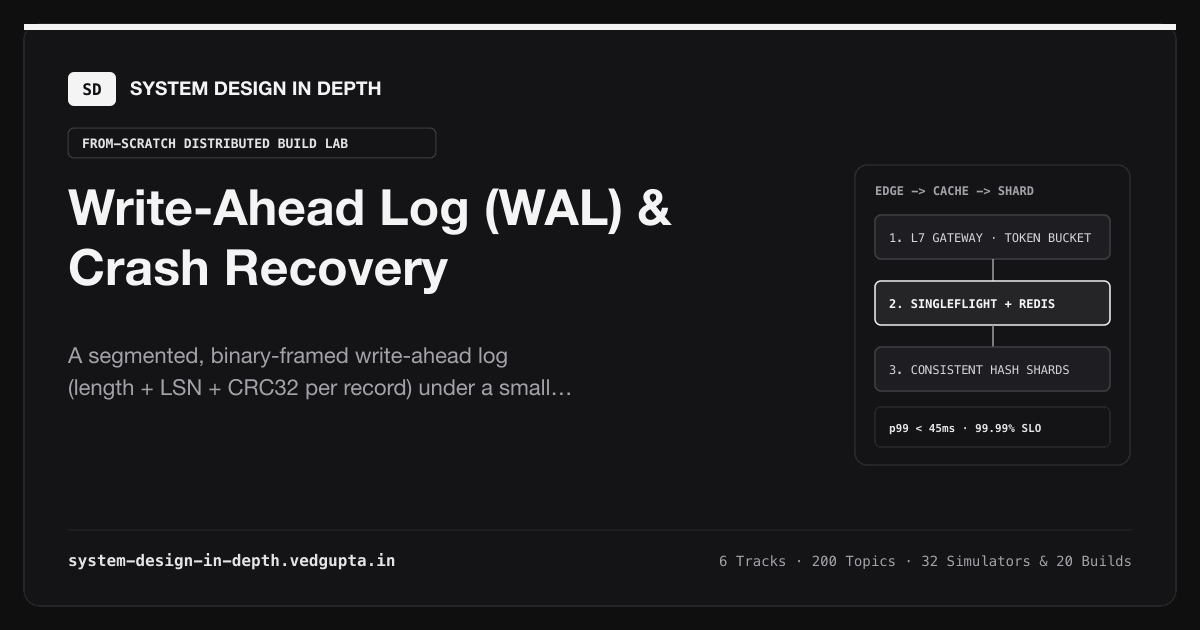 SD SYSTEM DESIGN IN DEPTH
FROM-SCRATCH DISTRIBUTED BUILD LAB
Write-Ahead Log (WAL) &
Crash Recovery
A segmented, binary-framed write-ahead log
(length + LSN + CRC32 per record) under a small…
EDGE -> CACHE -> SHARD
1. L7 GATEWAY · TOKEN BUCKET
2. SINGLEFLIGHT + REDIS
3. CONSISTENT HASH SHARDS
p99 < 45ms · 99.99% SLO
system-design-in-depth.vedgupta.in
6 Tracks · 200 Topics · 32 Simulators & 20 Builds